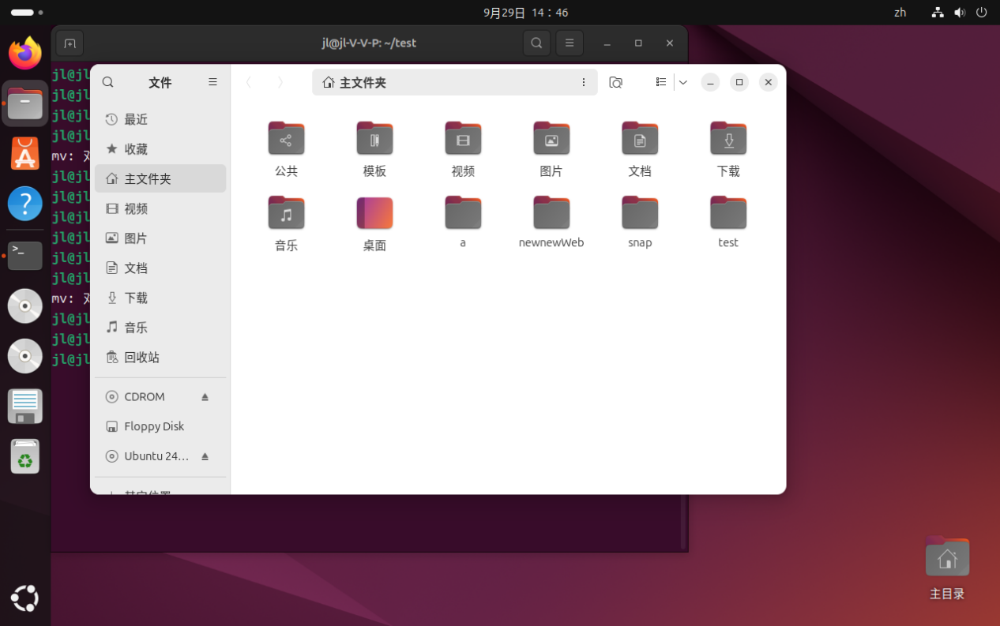 9月29日 14：46
zh
jl@jl-V-V-P: ~/test
jl@jl
jl@jl
jl@jl
jl@jl
mv:
jl@jl
jl@jl
jl@jl
jl@jl
jl@jl
jl@jl
mv:
jl@jl
jl@jl
jl@jl
文件
主文件夹
最近
收藏
主文件夹
视频
图片
文档
下载
音乐
回收站
CDROM
Floppy Disk
Ubuntu 24...
其它位置
公共
模板
视频
图片
文档
下载
音乐
桌面
a
newnewWeb
snap
test
主目录